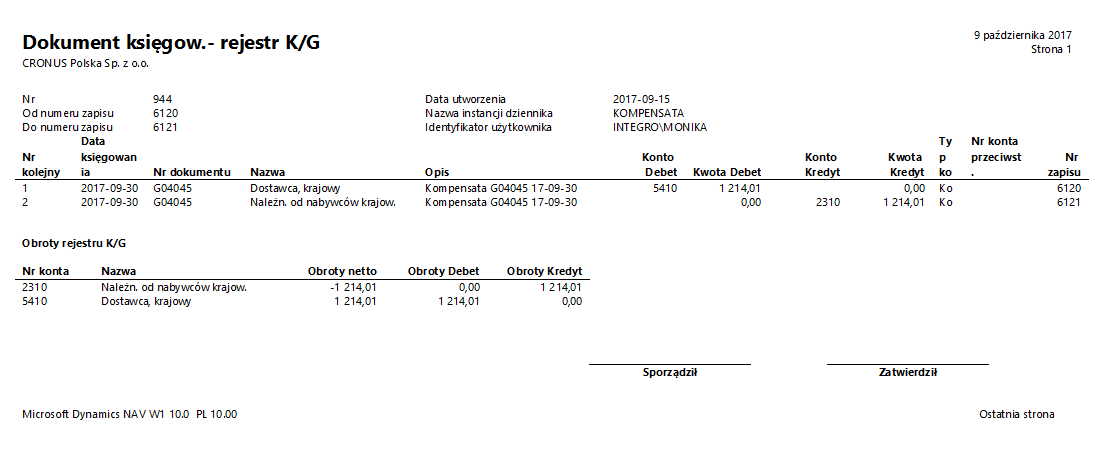 Dokument księgow.- rejestr K/G
9 października 2017
CRONUS Polska Sp. z o.o.
Strona 1
Nr 944 Data utworzenia 2017-09-15
Od numeru zapisu 6120 Nazwa instancji dziennika KOMPENSATA
Do numeru zapisu 6121 Identyfikator użytkownika INTEGRO\MONIKA
Data Ty Nr konta
Nr księgowan Konto Konto Kwota p przeciwst Nr
kolejny ia Nr dokumentu Nazwa Opis Debet Kwota Debet Kredyt Kredyt ko . zapisu
1 2017-09-30 G04045 Dostawca, krajowy Kompensata G04045 17-09-30 5410 1 214,01 0,00 Ko 6120
2 2017-09-30 G04045 Należn. od nabywców krajow. Kompensata G04045 17-09-30 0,00 2310 1 214,01 Ko 6121
Obroty rejestru K/G
Nr konta Nazwa Obroty netto Obroty Debet Obroty Kredyt
2310 Należn. od nabywców krajow. -1 214,01 0,00 1 214,01
5410 Dostawca, krajowy 1 214,01 1 214,01 0,00
Sporządził Zatwierdził
Microsoft Dynamics NAV W1 10.0 PL 10.00 Ostatnia strona